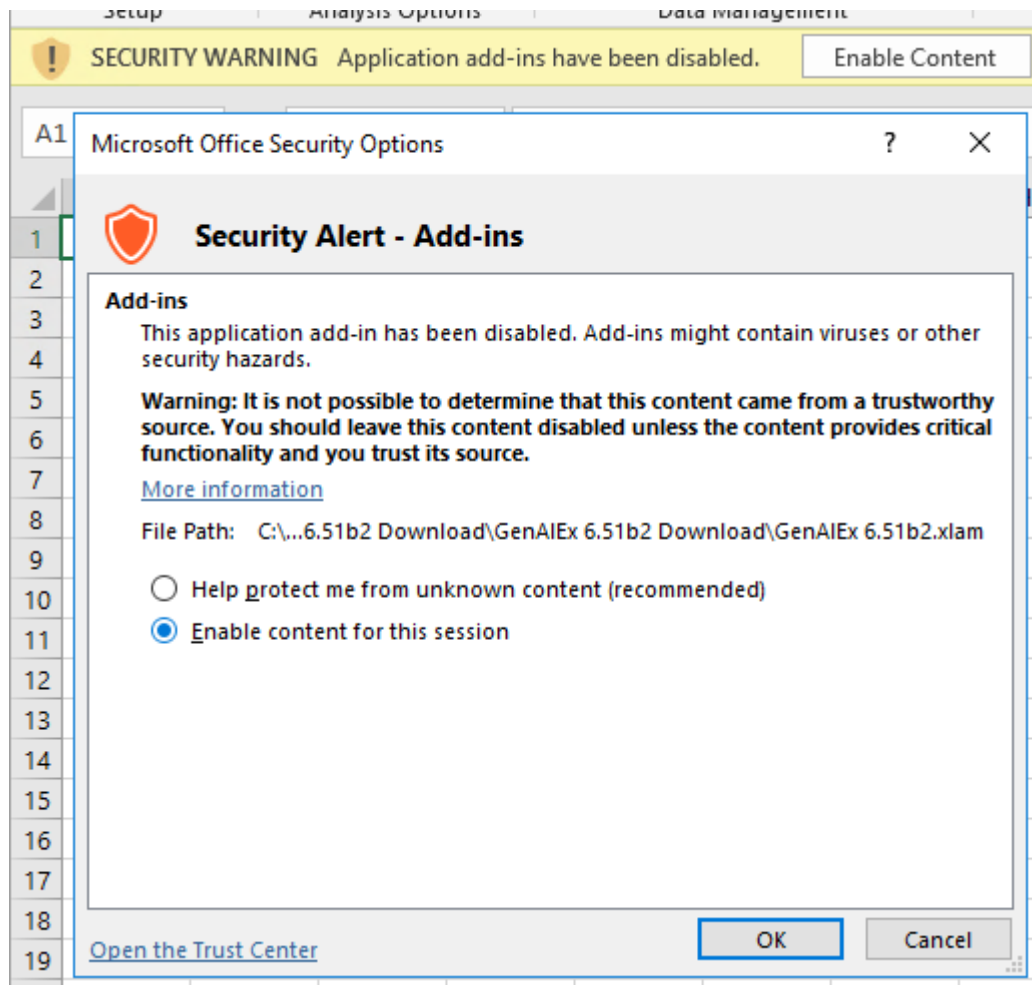 Setup Analysis Options Data Management
SECURITY WARNING Application add-ins have been disabled. Enable Content
A1
Microsoft Office Security Options ? X
Security Alert - Add-ins
1
2
3
4
5
6
7
8
9
10
11
12
13
14
15
16
17
18
19
Add-ins
This application add-in has been disabled. Add-ins might contain viruses or other
security hazards.
Warning: It is not possible to determine that this content came from a trustworthy
source. You should leave this content disabled unless the content provides critical
functionality and you trust its source.
More information
File Path: C:\...6.51b2 Download\GenAlEx 6.51b2 Download\GenAlEx 6.51b2.xlam
Help protect me from unknown content (recommended)
Enable content for this session
Open the Trust Center
OK Cancel